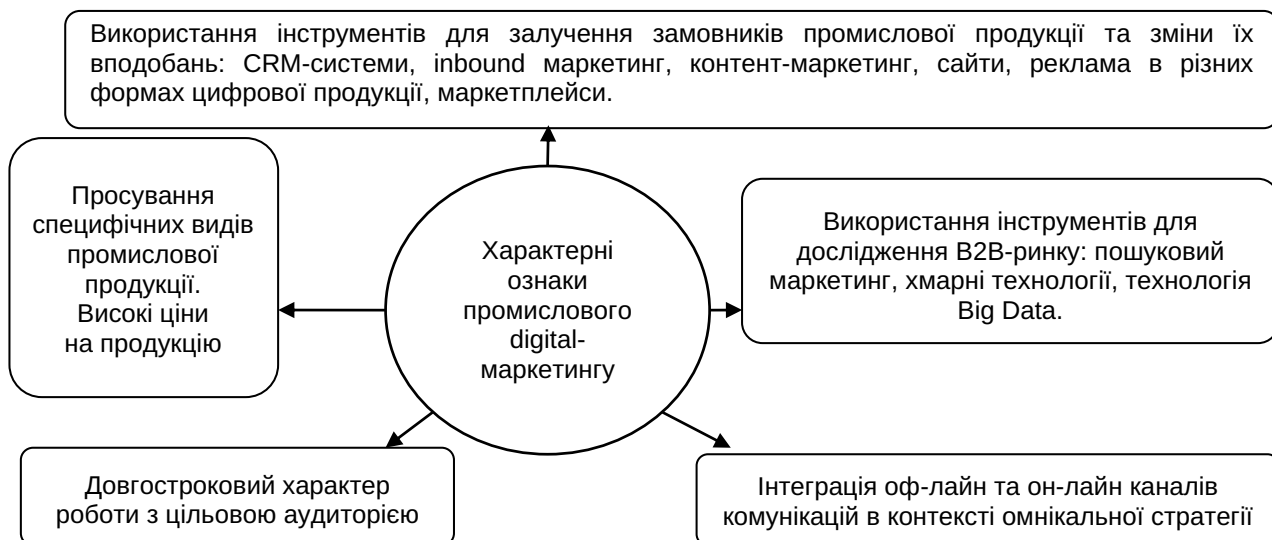 Використання інструментів для залучення замовників промислової продукції та зміни їх
вподобань: CRM-системи, inbound маркетинг, контент-маркетинг, сайти, реклама в різних
формах цифрової продукції, маркетплейси.
Просування
специфічних видів
промислової
продукції.
Високі ціни
на продукцію
Характерні
ознаки
промислового
digital-
маркетингу
Використання інструментів для
дослідження B2B-ринку: пошуковий
маркетинг, хмарні технології, технологія
Big Data.
Довгостроковий характер
роботи з цільовою аудиторією
Інтеграція оф-лайн та он-лайн каналів
комунікацій в контексті омнікальної стратегії